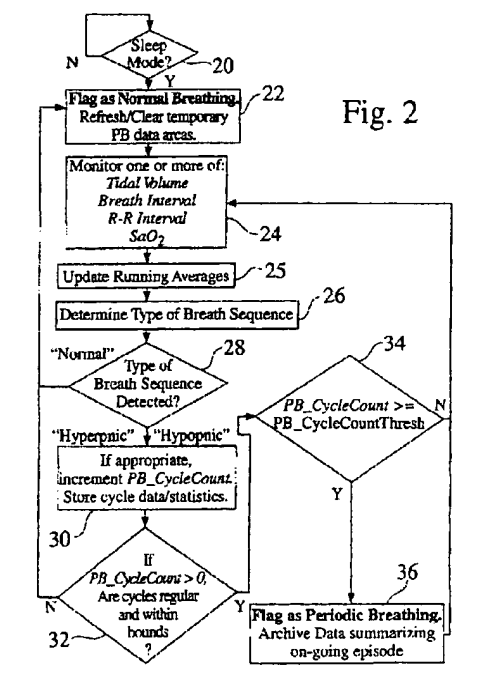 Sleep
Mode?
N
20
Y
Flag as Normal Breathing.
Refresh/Clear temporary
PB data areas.
22
Fig. 2
Monitor one or more of:
Tidal Volume
Breath Interval
R-R Interval
SaO2
24
Update Running Averages
25
Determine Type of Breath Sequence
26
"Normal"
Type of
Breath Sequence
Detected?
28
"Hyperpnic" "Hypopnic"
If appropriate,
increment PB_CycleCount.
Store cycle data/statistics.
30
If
PB_CycleCount > 0,
Are cycles regular
and within
bounds
?
N
Y
32
34
PB_CycleCount >=
PB_CycleCountThresh
N
Y
36
Flag as Periodic Breathing.
Archive Data summarizing
on-going episode